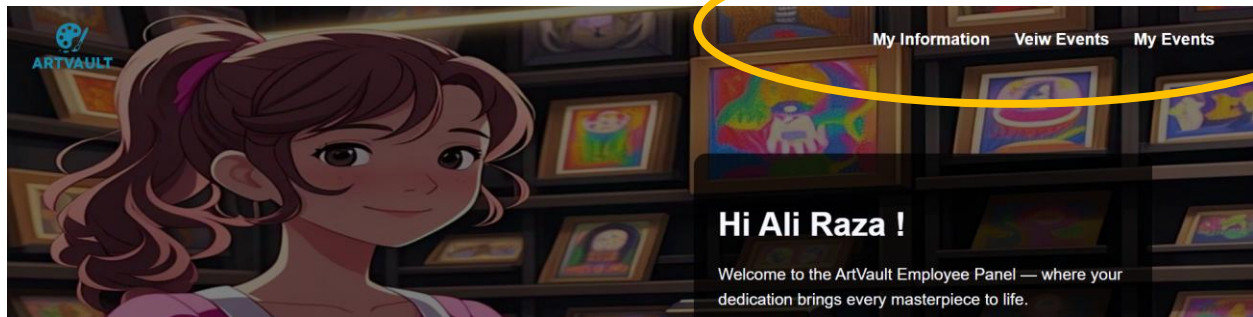 ARTVAULT
My Information Veiw Events My Events
Hi Ali Raza !
Welcome to the ArtVault Employee Panel — where your
dedication brings every masterpiece to life.